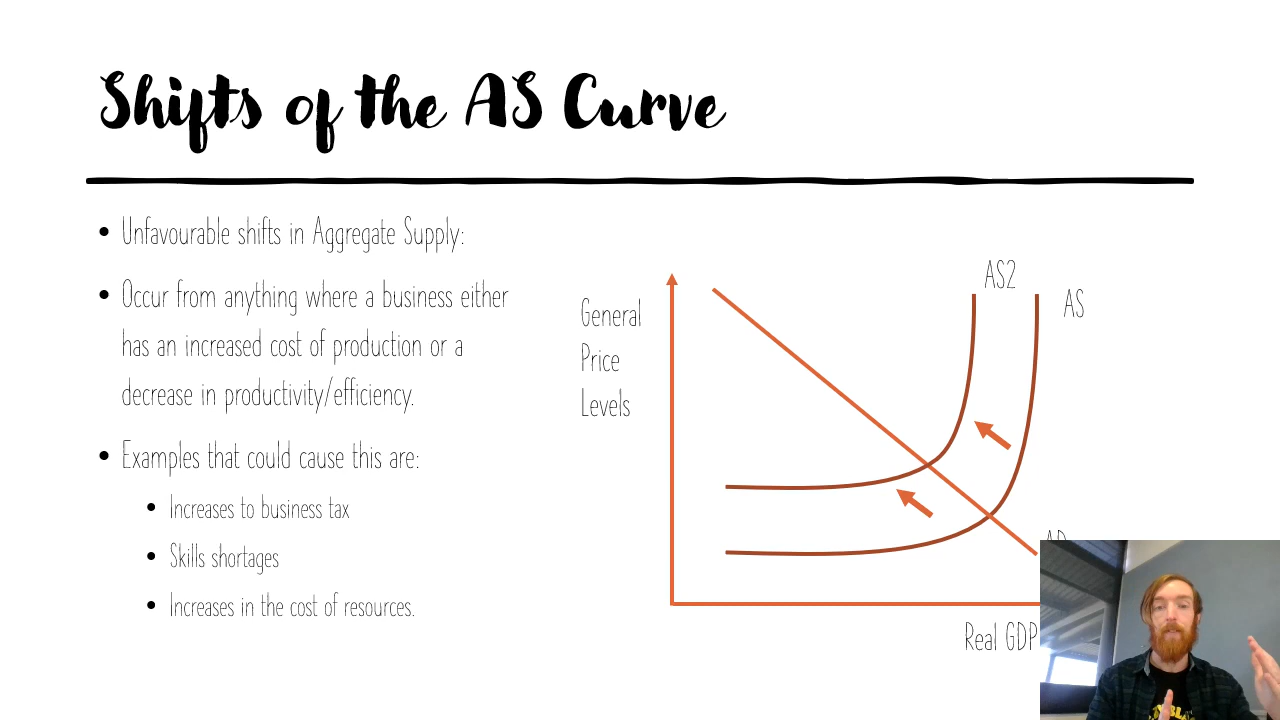 Shifts of the AS Curve
• Unfavourable shifts in Aggregate Supply:
• Occur from anything where a business either
has an increased cost of production or a
decrease in productivity/efficiency.
• Examples that could cause this are:
• Increases to business tax
• Skills shortages
• Increases in the cost of resources.
General
Price
Levels
AS2
AS
Real GDP